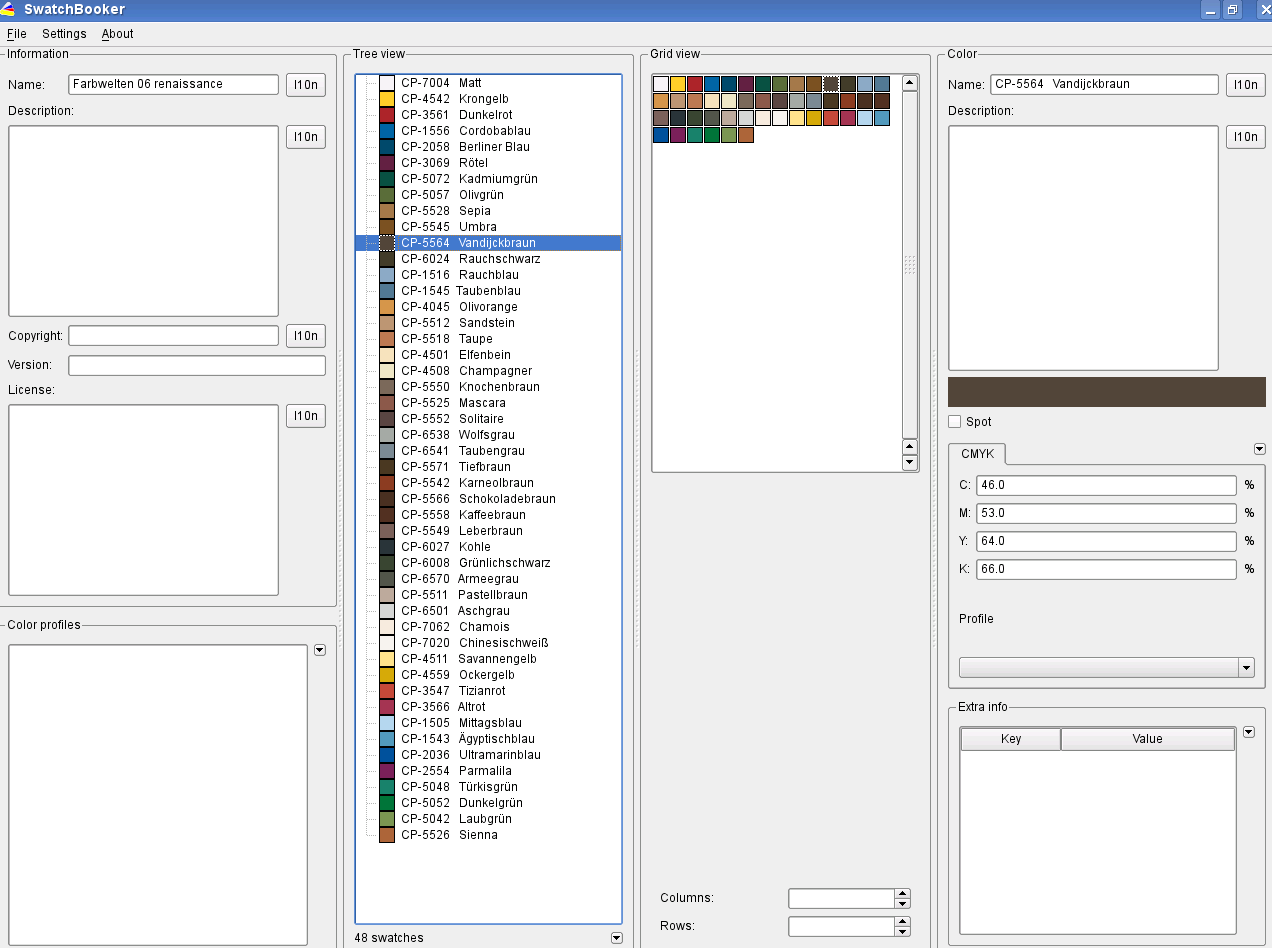 SwatchBooker
File Settings About
Information
Name: Farbwelten 06 renaissance l10n
Description:
l10n
Copyright: l10n
Version:
License:
l10n
Color profiles
Tree view
CP-7004 Matt
CP-4542 Krongelb
CP-3561 Dunkelrot
CP-1556 Cordobablau
CP-2058 Berliner Blau
CP-3069 Rötel
CP-5072 Kadmiumgrün
CP-5057 Olivgrün
CP-5528 Sepia
CP-5545 Umbra
CP-5564 Vandijckbraun
CP-6024 Rauchschwarz
CP-1516 Rauchblau
CP-1545 Taubenblau
CP-4045 Olivorange
CP-5512 Sandstein
CP-5518 Taupe
CP-4501 Elfenbein
CP-4508 Champagner
CP-5550 Knochenbraun
CP-5525 Mascara
CP-5552 Solitaire
CP-6538 Wolfsgrau
CP-6541 Taubengrau
CP-5571 Tiefbraun
CP-5542 Karneolbraun
CP-5566 Schokoladebraun
CP-5558 Kaffeebraun
CP-5549 Leberbraun
CP-6027 Kohle
CP-6008 Grünlichschwarz
CP-6570 Armeegrau
CP-5511 Pastellbraun
CP-6501 Aschgrau
CP-7062 Chamois
CP-7020 Chinesischweiß
CP-4511 Savannengelb
CP-4559 Ockergelb
CP-3547 Tizianrot
CP-3566 Altrot
CP-1505 Mittagsblau
CP-1543 Ägyptischblau
CP-2036 Ultramarinblau
CP-2554 Parmalila
CP-5048 Türkisgrün
CP-5052 Dunkelgrün
CP-5042 Laubgrün
CP-5526 Sienna
48 swatches
Grid view
Columns:
Rows:
Color
Name: CP-5564 Vandijckbraun l10n
Description:
l10n
Spot
CMYK
C: 46.0 %
M: 53.0 %
Y: 64.0 %
K: 66.0 %
Profile
Extra info
Key Value